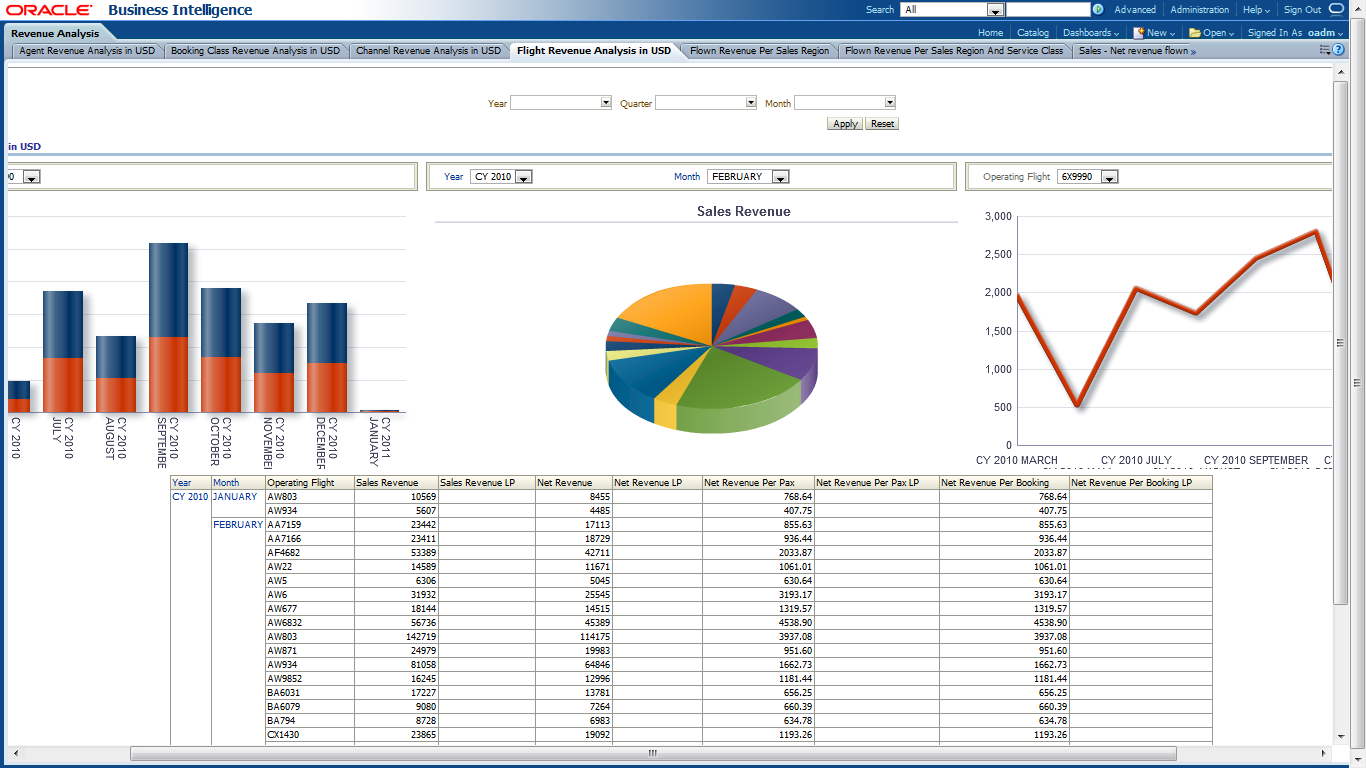 ORACLE Business Intelligence
Search All Advanced Administration Help Sign Out
Revenue Analysis
Home Catalog Dashboards New Open Signed In As oadm
Agent Revenue Analysis in USD Booking Class Revenue Analysis in USD Channel Revenue Analysis in USD Flight Revenue Analysis in USD Flown Revenue Per Sales Region Flown Revenue Per Sales Region And Service Class Sales - Net revenue flown »
Year Quarter Month
Apply Reset
in USD
Year CY 2010 Month FEBRUARY Operating Flight 6X9990
Sales Revenue
3,000
2,500
2,000
1,500
1,000
500
0
CY 2010
CY 2010 JULY
CY 2010 AUGUST
CY 2010 SEPTEMBE
CY 2010 OCTOBER
CY 2010 NOVEMBER
CY 2010 DECEMBER
CY 2011 JANUARY
CY 2010 MARCH CY 2010 JULY CY 2010 SEPTEMBER
Year Month Operating Flight Sales Revenue Sales Revenue LP Net Revenue Net Revenue LP Net Revenue Per Pax Net Revenue Per Pax LP Net Revenue Per Booking Net Revenue Per Booking LP
CY 2010 JANUARY AW803 10569 8455 768.64 768.64
AW934 5607 4485 407.75 407.75
FEBRUARY AA7159 23442 17113 855.63 855.63
AA7166 23411 18729 936.44 936.44
AF4682 53389 42711 2033.87 2033.87
AW22 14589 11671 1061.01 1061.01
AW5 6306 5045 630.64 630.64
AW6 31932 25545 3193.17 3193.17
AW677 18144 14515 1319.57 1319.57
AW6832 56736 45389 4538.90 4538.90
AW803 142719 114175 3937.08 3937.08
AW871 24979 19983 951.60 951.60
AW934 81058 64846 1662.73 1662.73
AW9852 16245 12996 1181.44 1181.44
BA6031 17227 13781 656.25 656.25
BA6079 9080 7264 660.39 660.39
BA794 8728 6983 634.78 634.78
CX1430 23865 19092 1193.26 1193.26